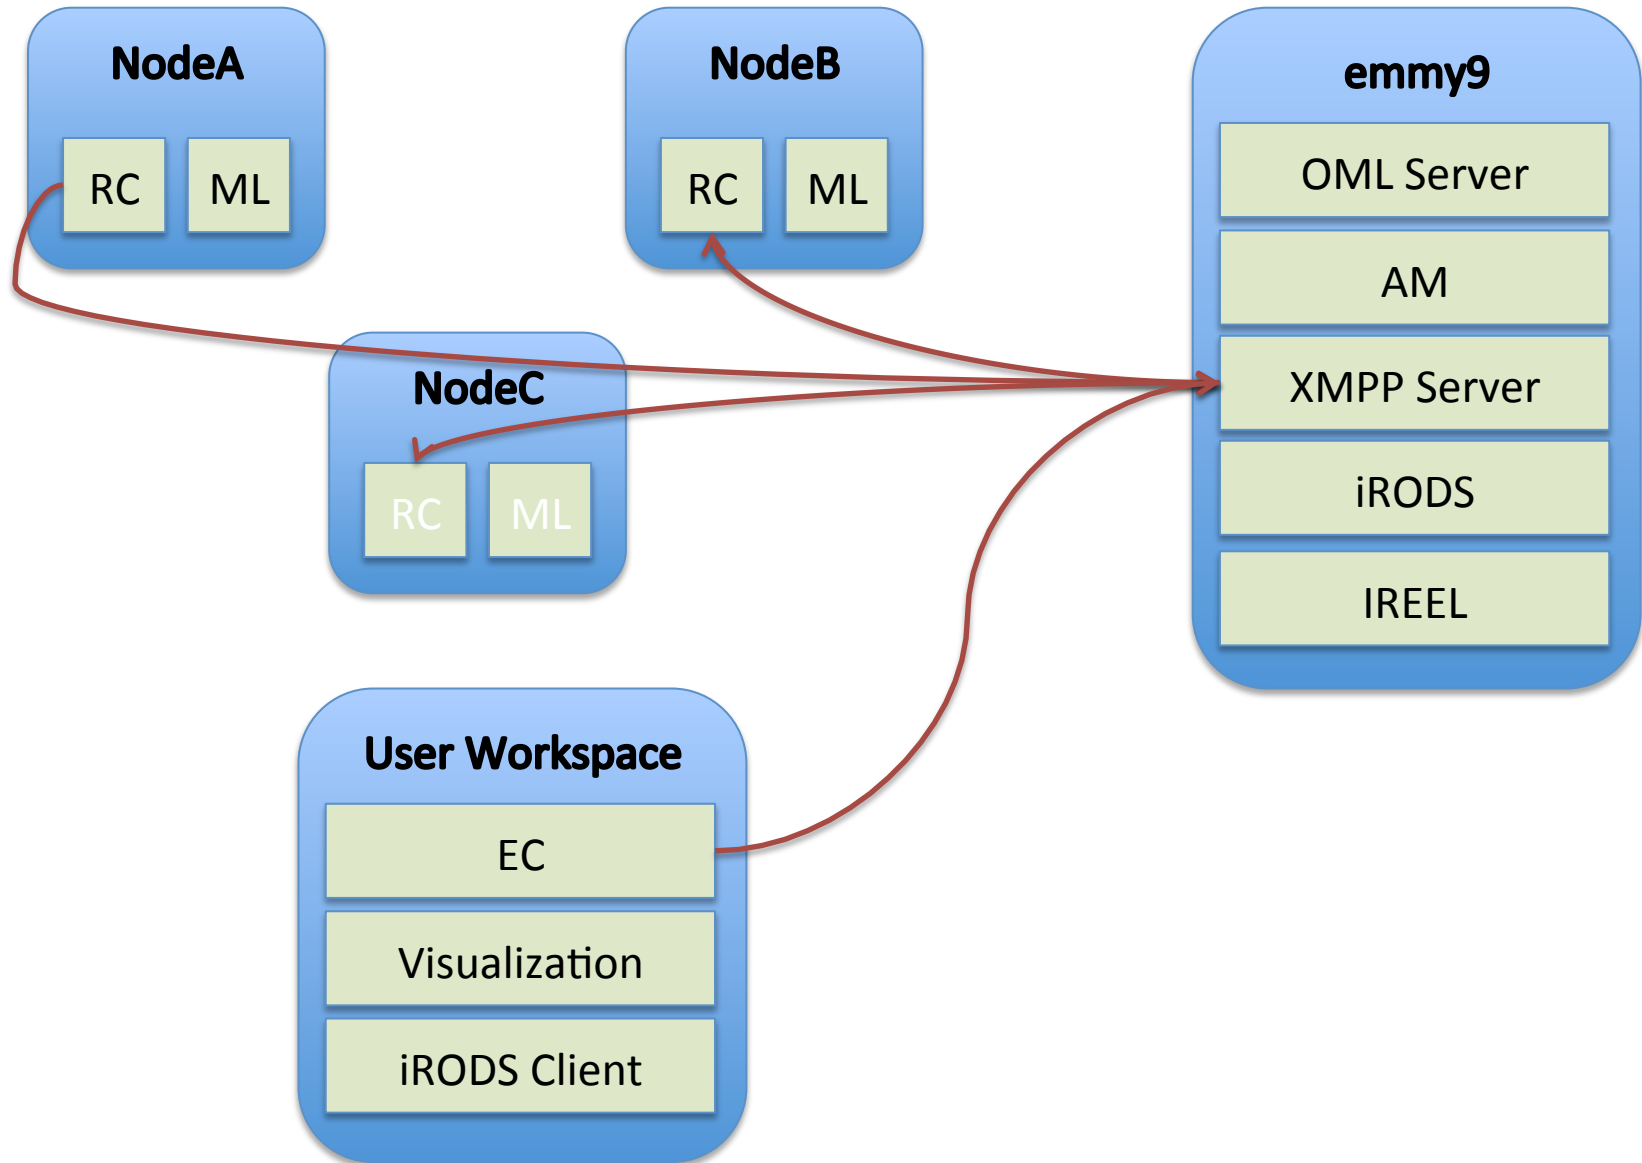 NodeA
RC
ML
NodeB
RC
ML
emmy9
OML Server
AM
XMPP Server
iRODS
IREEL
NodeC
RC
ML
User Workspace
EC
Visualization
iRODS Client